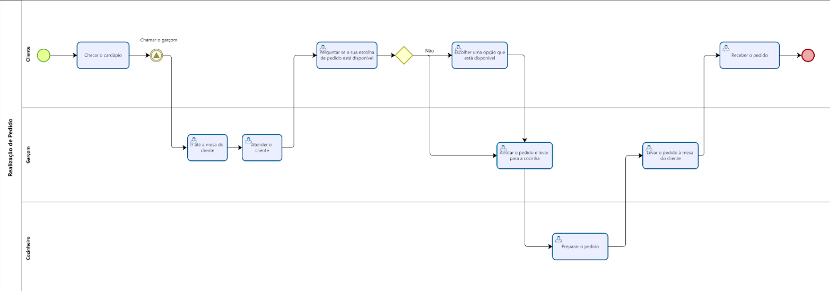 Realização de Pedido
Cliente
Garçom
Cozinheiro
Checar o cardápio
Chamar o garçom
Ir até a mesa do
cliente
Atender o
cliente
Perguntar se a sua escolha
de pedido está disponível
Não
Escolher uma opção que
está disponível
Anotar o pedido e levar
para a cozinha
Preparar o pedido
Levar o pedido à mesa
do cliente
Receber o pedido